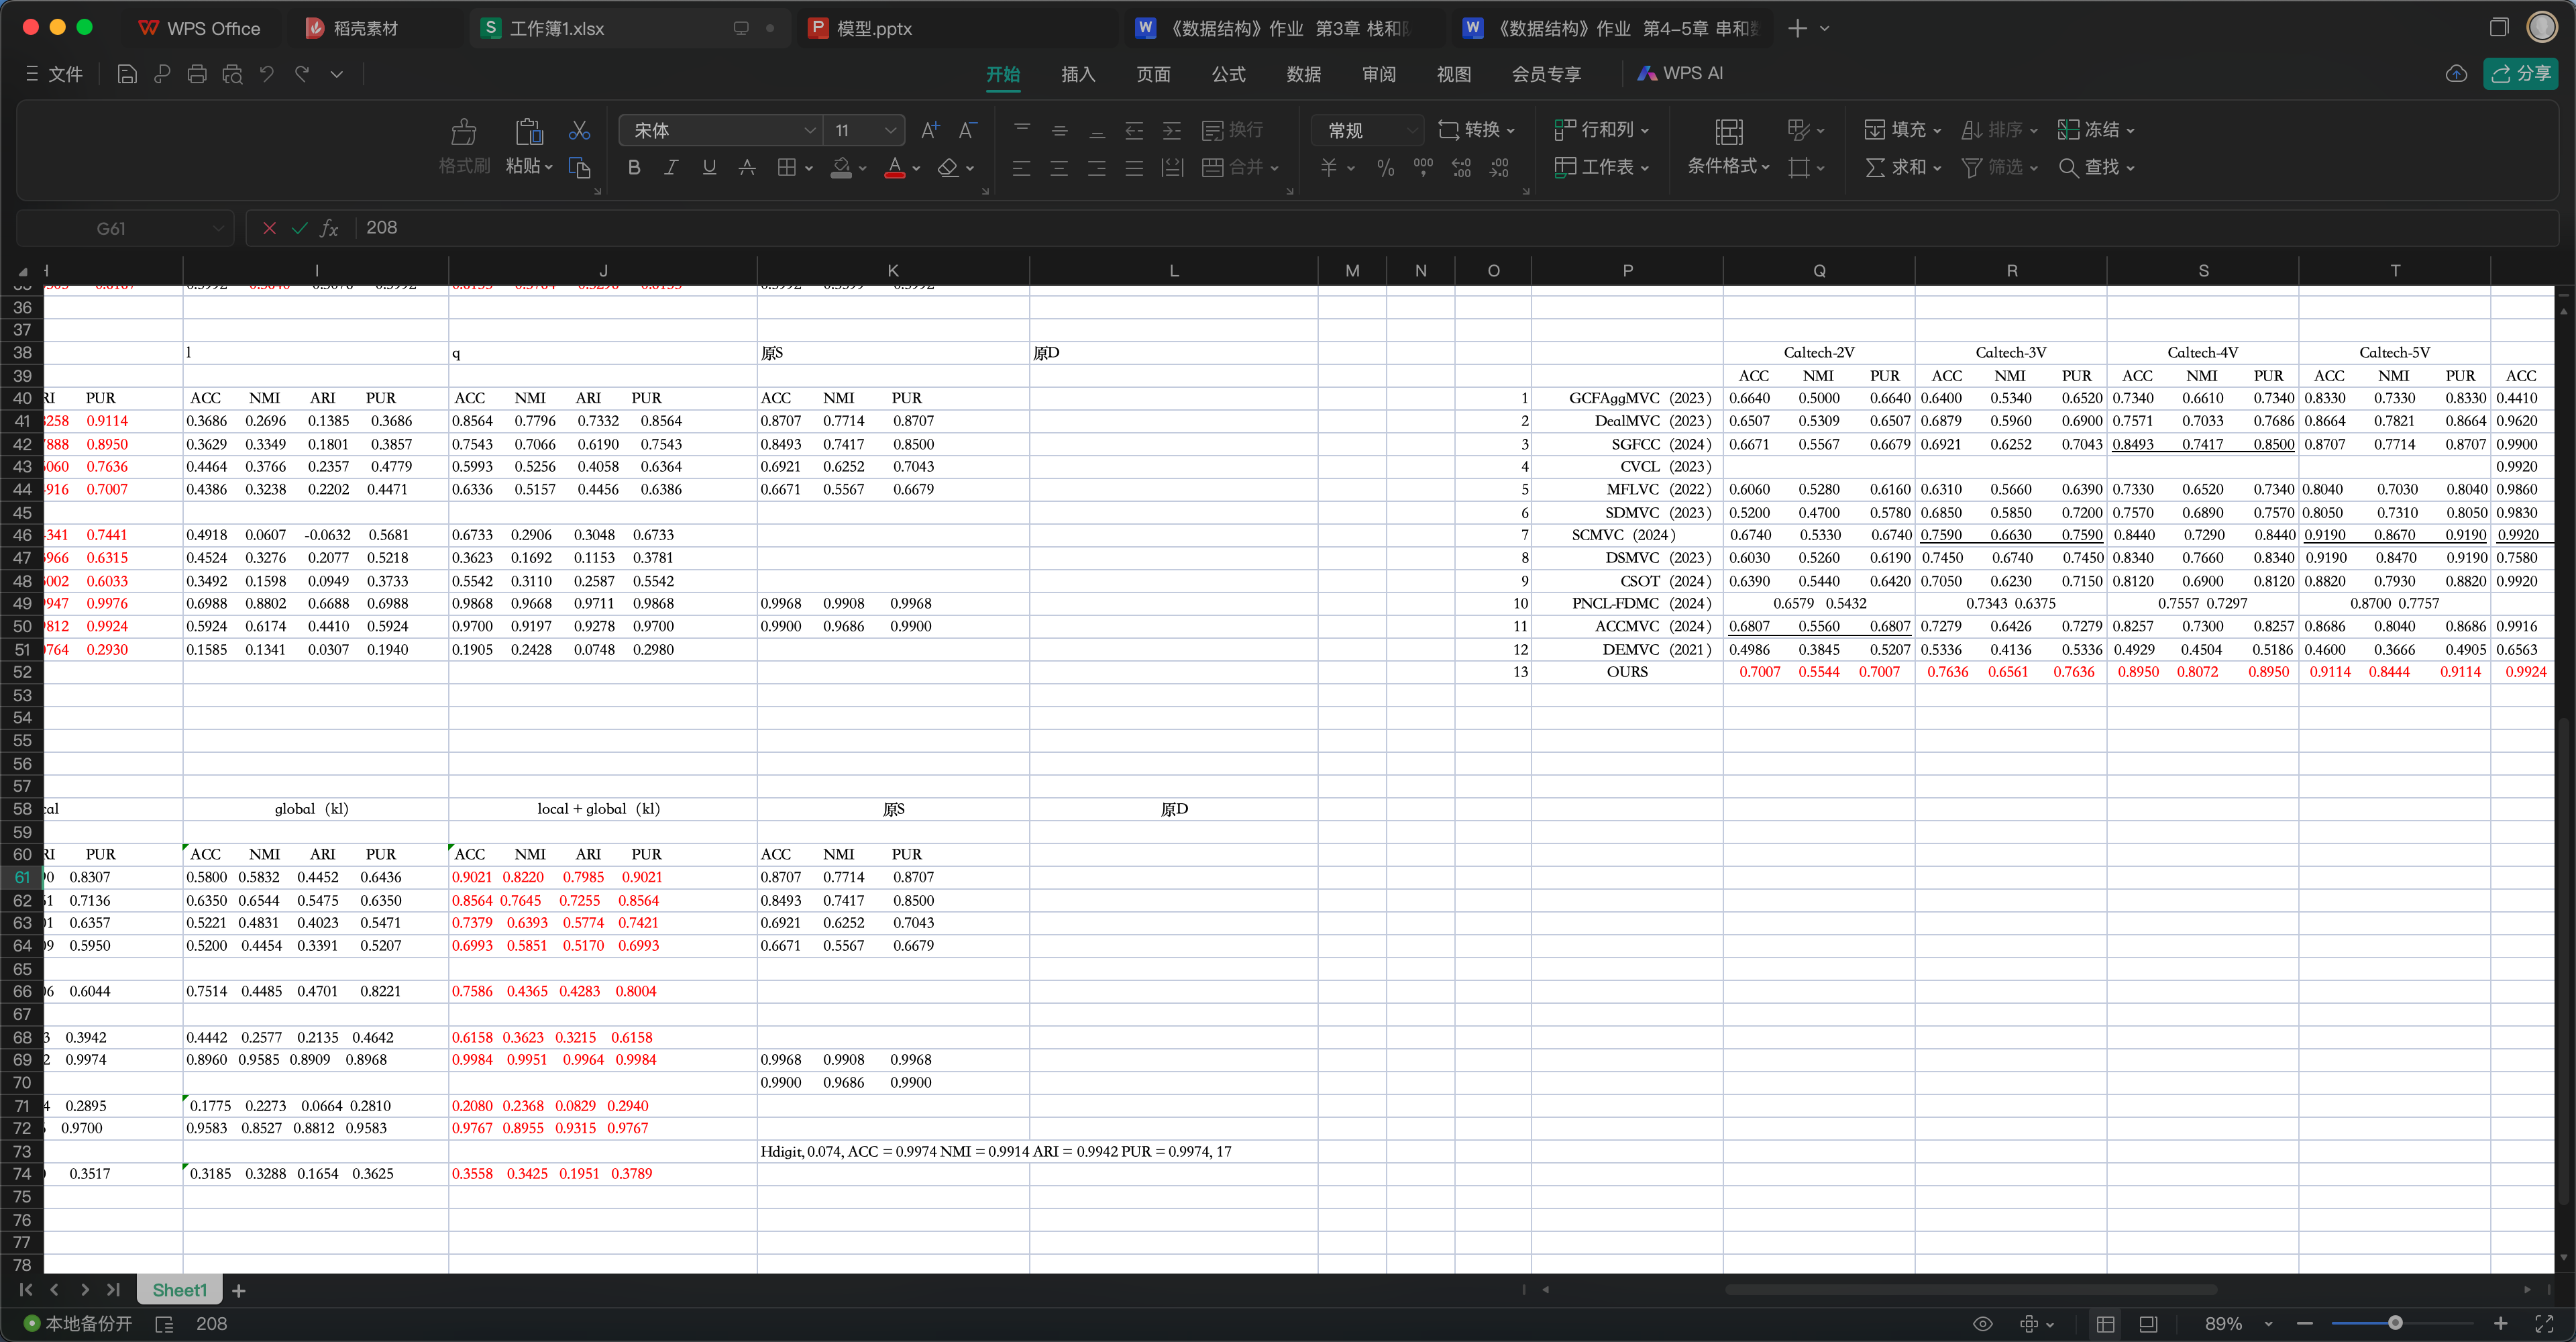 WPS Office 稻壳素材 工作簿1.xlsx 模型.pptx 《数据结构》作业 第3章 栈和 《数据结构》作业 第4-5章 串和
文件 开始 插入 页面 公式 数据 审阅 视图 会员专享 WPS AI 分享
宋体 11 换行 常规 转换 行和列 填充 排序 冻结
格式刷 粘贴 合并 工作表 条件格式 求和 筛选 查找
G61 fx 208
H I J K L M N O P Q R S T
36
37
38 l q 原S 原D Caltech-2V Caltech-3V Caltech-4V Caltech-5V
39 ACC NMI PUR ACC NMI PUR ACC NMI PUR ACC NMI PUR ACC
40 RI PUR ACC NMI ARI PUR ACC NMI ARI PUR ACC NMI PUR 1 GCFAggMVC（2023） 0.6640 0.5000 0.6640 0.6400 0.5340 0.6520 0.7340 0.6610 0.7340 0.8330 0.7330 0.8330 0.4410
41 3258 0.9114 0.3686 0.2696 0.1385 0.3686 0.8564 0.7796 0.7332 0.8564 0.8707 0.7714 0.8707 2 DealMVC（2023） 0.6507 0.5309 0.6507 0.6879 0.5960 0.6900 0.7571 0.7033 0.7686 0.8664 0.7821 0.8664 0.9620
42 7888 0.8950 0.3629 0.3349 0.1801 0.3857 0.7543 0.7066 0.6190 0.7543 0.8493 0.7417 0.8500 3 SGFCC（2024） 0.6671 0.5567 0.6679 0.6921 0.6252 0.7043 0.8493 0.7417 0.8500 0.8707 0.7714 0.8707 0.9900
43 6060 0.7636 0.4464 0.3766 0.2357 0.4779 0.5993 0.5256 0.4058 0.6364 0.6921 0.6252 0.7043 4 CVCL（2023） 0.9920
44 4916 0.7007 0.4386 0.3238 0.2202 0.4471 0.6336 0.5157 0.4456 0.6386 0.6671 0.5567 0.6679 5 MFLVC（2022） 0.6060 0.5280 0.6160 0.6310 0.5660 0.6390 0.7330 0.6520 0.7340 0.8040 0.7030 0.8040 0.9860
45 6 SDMVC（2023） 0.5200 0.4700 0.5780 0.6850 0.5850 0.7200 0.7570 0.6890 0.7570 0.8050 0.7310 0.8050 0.9830
46 341 0.7441 0.4918 0.0607 -0.0632 0.5681 0.6733 0.2906 0.3048 0.6733 7 SCMVC（2024） 0.6740 0.5330 0.6740 0.7590 0.6630 0.7590 0.8440 0.7290 0.8440 0.9190 0.8670 0.9190 0.9920
47 966 0.6315 0.4524 0.3276 0.2077 0.5218 0.3623 0.1692 0.1153 0.3781 8 DSMVC（2023） 0.6030 0.5260 0.6190 0.7450 0.6740 0.7450 0.8340 0.7660 0.8340 0.9190 0.8470 0.9190 0.7580
48 002 0.6033 0.3492 0.1598 0.0949 0.3733 0.5542 0.3110 0.2587 0.5542 9 CSOT（2024） 0.6390 0.5440 0.6420 0.7050 0.6230 0.7150 0.8120 0.6900 0.8120 0.8820 0.7930 0.8820 0.9920
49 9947 0.9976 0.6988 0.8802 0.6688 0.6988 0.9868 0.9668 0.9711 0.9868 0.9968 0.9908 0.9968 10 PNCL-FDMC（2024） 0.6579 0.5432 0.7343 0.6375 0.7557 0.7297 0.8700 0.7757
50 9812 0.9924 0.5924 0.6174 0.4410 0.5924 0.9700 0.9197 0.9278 0.9700 0.9900 0.9686 0.9900 11 ACCMVC（2024） 0.6807 0.5560 0.6807 0.7279 0.6426 0.7279 0.8257 0.7300 0.8257 0.8686 0.8040 0.8686 0.9916
51 0764 0.2930 0.1585 0.1341 0.0307 0.1940 0.1905 0.2428 0.0748 0.2980 12 DEMVC（2021） 0.4986 0.3845 0.5207 0.5336 0.4136 0.5336 0.4929 0.4504 0.5186 0.4600 0.3666 0.4905 0.6563
52 13 OURS 0.7007 0.5544 0.7007 0.7636 0.6561 0.7636 0.8950 0.8072 0.8950 0.9114 0.8444 0.9114 0.9924
53
54
55
56
57
58 cal global（kl） local + global（kl） 原S 原D
59
60 RI PUR ACC NMI ARI PUR ACC NMI ARI PUR ACC NMI PUR
61 0 0.8307 0.5800 0.5832 0.4452 0.6436 0.9021 0.8220 0.7985 0.9021 0.8707 0.7714 0.8707
62 1 0.7136 0.6350 0.6544 0.5475 0.6350 0.8564 0.7645 0.7255 0.8564 0.8493 0.7417 0.8500
63 1 0.6357 0.5221 0.4831 0.4023 0.5471 0.7379 0.6393 0.5774 0.7421 0.6921 0.6252 0.7043
64 9 0.5950 0.5200 0.4454 0.3391 0.5207 0.6993 0.5851 0.5170 0.6993 0.6671 0.5567 0.6679
65
66 06 0.6044 0.7514 0.4485 0.4701 0.8221 0.7586 0.4365 0.4283 0.8004
67
68 3 0.3942 0.4442 0.2577 0.2135 0.4642 0.6158 0.3623 0.3215 0.6158
69 2 0.9974 0.8960 0.9585 0.8909 0.8968 0.9984 0.9951 0.9964 0.9984 0.9968 0.9908 0.9968
70 0.9900 0.9686 0.9900
71 4 0.2895 0.1775 0.2273 0.0664 0.2810 0.2080 0.2368 0.0829 0.2940
72 0.9700 0.9583 0.8527 0.8812 0.9583 0.9767 0.8955 0.9315 0.9767
73 Hdigit, 0.074, ACC = 0.9974 NMI = 0.9914 ARI = 0.9942 PUR = 0.9974, 17
74 0.3517 0.3185 0.3288 0.1654 0.3625 0.3558 0.3425 0.1951 0.3789
75
76
77
78
Sheet1
本地备份开 208 89%